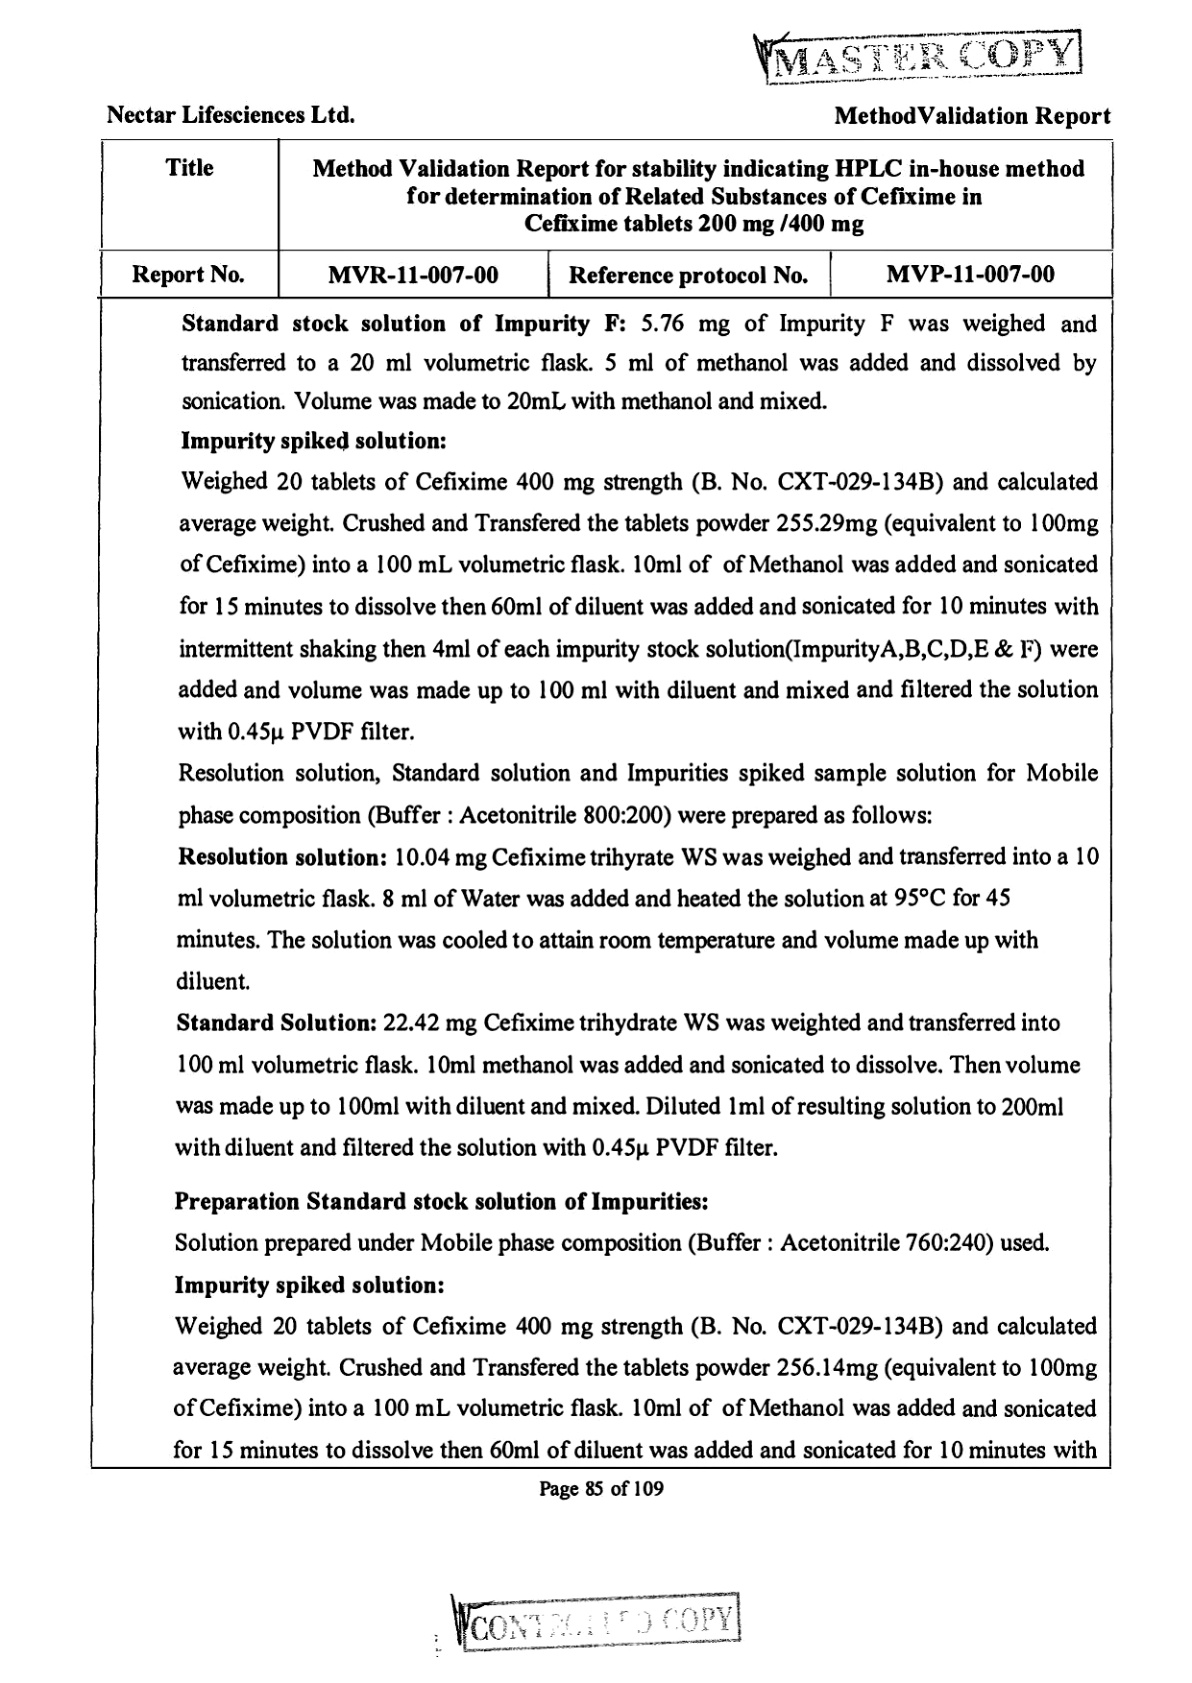 MASTER COPY
Nectar Lifesciences Ltd. MethodValidation Report
Title Method Validation Report for stability indicating HPLC in-house method
for determination of Related Substances of Cefixime in
Cefixime tablets 200 mg /400 mg
Report No. MVR-11-007-00 Reference protocol No. MVP-11-007-00
Standard stock solution of Impurity F: 5.76 mg of Impurity F was weighed and
transferred to a 20 ml volumetric flask. 5 ml of methanol was added and dissolved by
sonication. Volume was made to 20mL with methanol and mixed.
Impurity spiked solution:
Weighed 20 tablets of Cefixime 400 mg strength (B. No. CXT-029-134B) and calculated
average weight. Crushed and Transfered the tablets powder 255.29mg (equivalent to 100mg
of Cefixime) into a 100 mL volumetric flask. 10ml of of Methanol was added and sonicated
for 15 minutes to dissolve then 60ml of diluent was added and sonicated for 10 minutes with
intermittent shaking then 4ml of each impurity stock solution(ImpurityA,B,C,D,E & F) were
added and volume was made up to 100 ml with diluent and mixed and filtered the solution
with 0.45µ PVDF filter.
Resolution solution, Standard solution and Impurities spiked sample solution for Mobile
phase composition (Buffer : Acetonitrile 800:200) were prepared as follows:
Resolution solution: 10.04 mg Cefixime trihyrate WS was weighed and transferred into a 10
ml volumetric flask. 8 ml of Water was added and heated the solution at 95°C for 45
minutes. The solution was cooled to attain room temperature and volume made up with
diluent.
Standard Solution: 22.42 mg Cefixime trihydrate WS was weighted and transferred into
100 ml volumetric flask. 10ml methanol was added and sonicated to dissolve. Then volume
was made up to 100ml with diluent and mixed. Diluted 1ml of resulting solution to 200ml
with diluent and filtered the solution with 0.45µ PVDF filter.
Preparation Standard stock solution of Impurities:
Solution prepared under Mobile phase composition (Buffer : Acetonitrile 760:240) used.
Impurity spiked solution:
Weighed 20 tablets of Cefixime 400 mg strength (B. No. CXT-029-134B) and calculated
average weight. Crushed and Transfered the tablets powder 256.14mg (equivalent to 100mg
of Cefixime) into a 100 mL volumetric flask. 10ml of of Methanol was added and sonicated
for 15 minutes to dissolve then 60ml of diluent was added and sonicated for 10 minutes with
Page 85 of 109
COPY